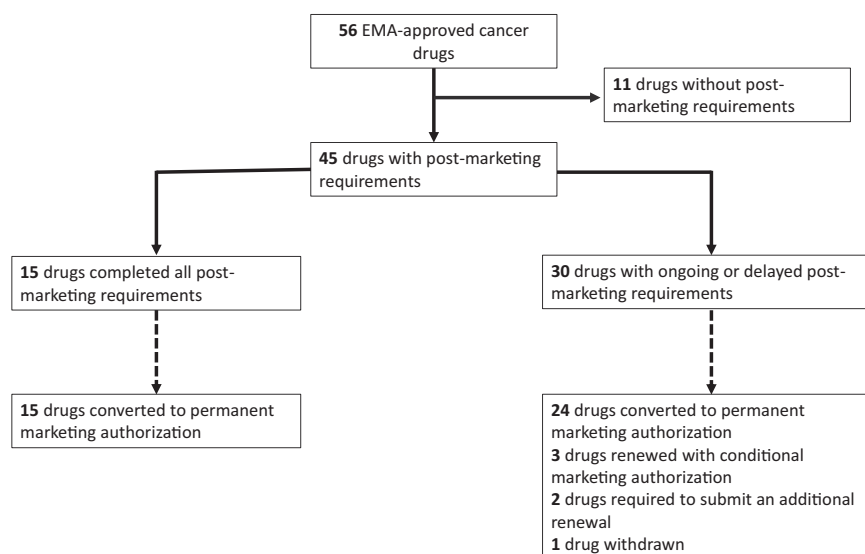 56 EMA-approved cancer
drugs
11 drugs without post-
marketing requirements
45 drugs with post-marketing
requirements
15 drugs completed all post-
marketing requirements
30 drugs with ongoing or delayed post-
marketing requirements
15 drugs converted to permanent
marketing authorization
24 drugs converted to permanent
marketing authorization
3 drugs renewed with conditional
marketing authorization
2 drugs required to submit an additional
renewal
1 drug withdrawn